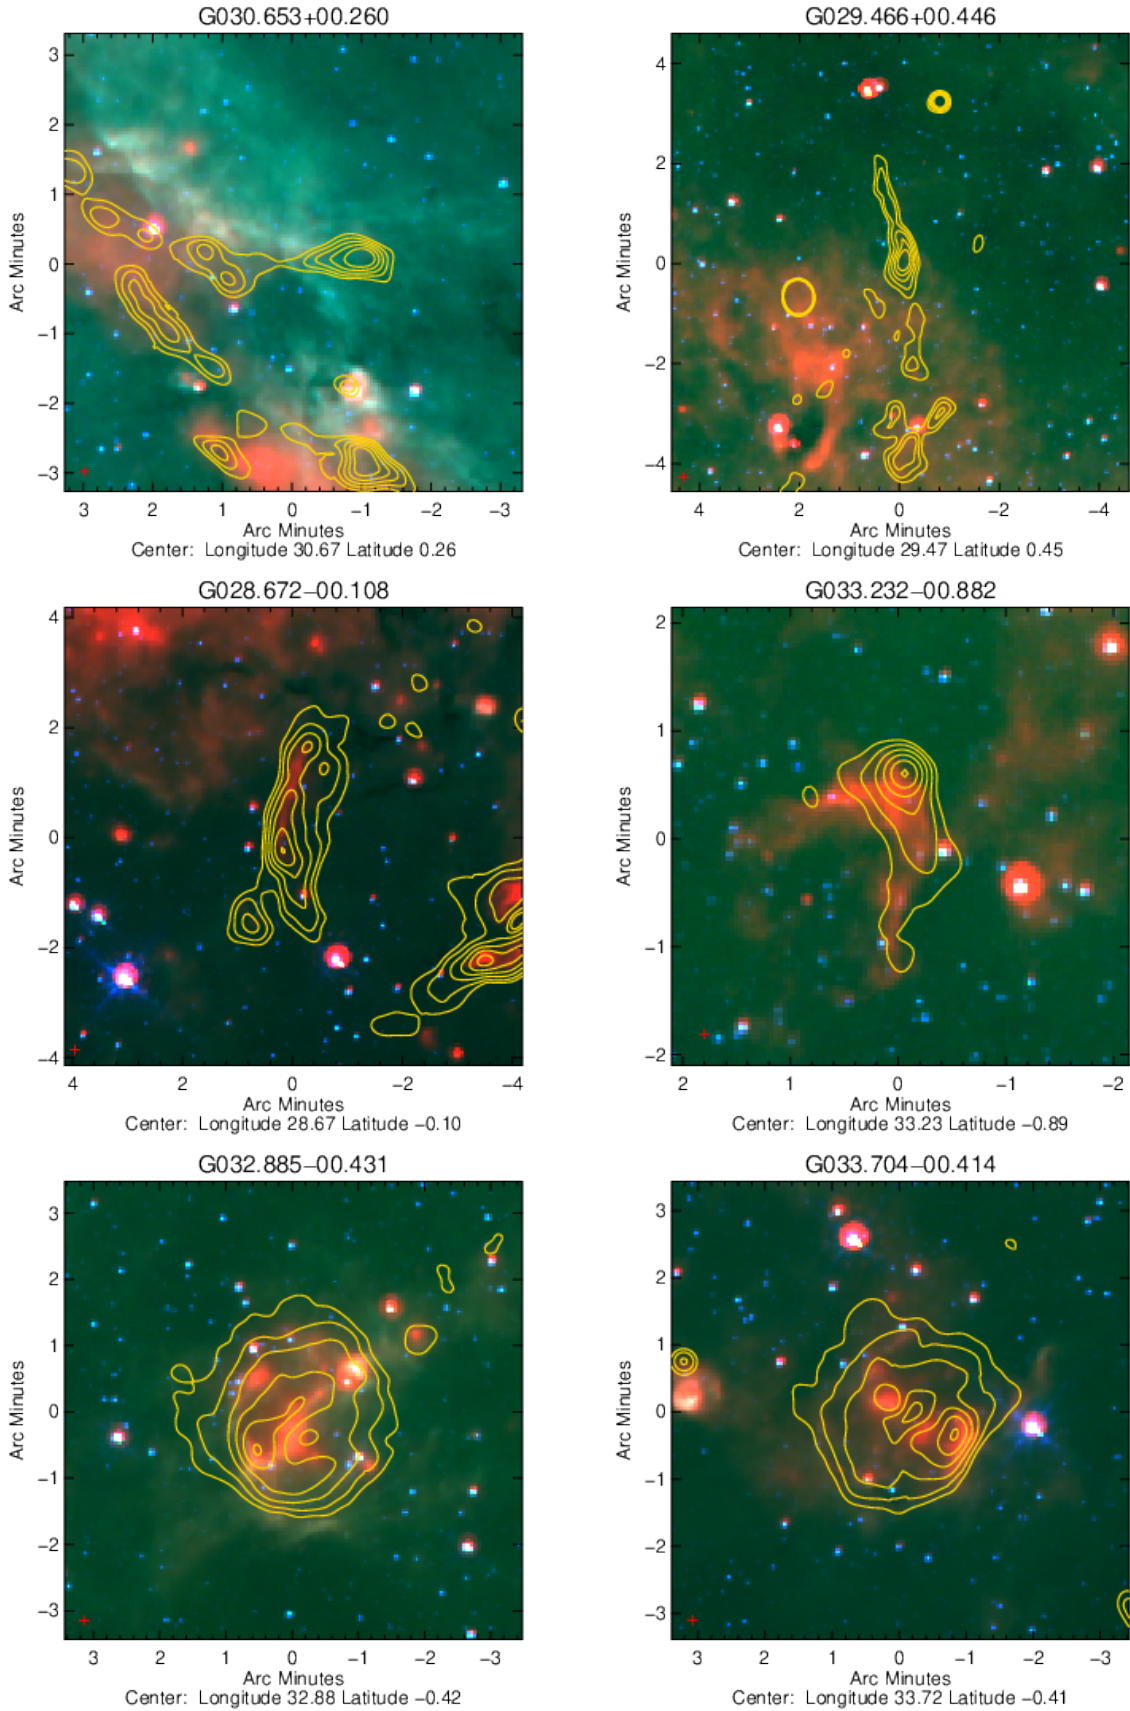 G030.653+00.260
3
2
1
0
−1
−2
−3
Arc Minutes
3 2 1 0 −1 −2 −3
Arc Minutes
Center: Longitude 30.67 Latitude 0.26
G029.466+00.446
4
2
0
−2
−4
Arc Minutes
4 2 0 −2 −4
Arc Minutes
Center: Longitude 29.47 Latitude 0.45
G028.672−00.108
4
2
0
−2
−4
Arc Minutes
4 2 0 −2 −4
Arc Minutes
Center: Longitude 28.67 Latitude −0.10
G033.232−00.882
2
1
0
−1
−2
Arc Minutes
2 1 0 −1 −2
Arc Minutes
Center: Longitude 33.23 Latitude −0.89
G032.885−00.431
3
2
1
0
−1
−2
−3
Arc Minutes
3 2 1 0 −1 −2 −3
Arc Minutes
Center: Longitude 32.88 Latitude −0.42
G033.704−00.414
3
2
1
0
−1
−2
−3
Arc Minutes
3 2 1 0 −1 −2 −3
Arc Minutes
Center: Longitude 33.72 Latitude −0.41